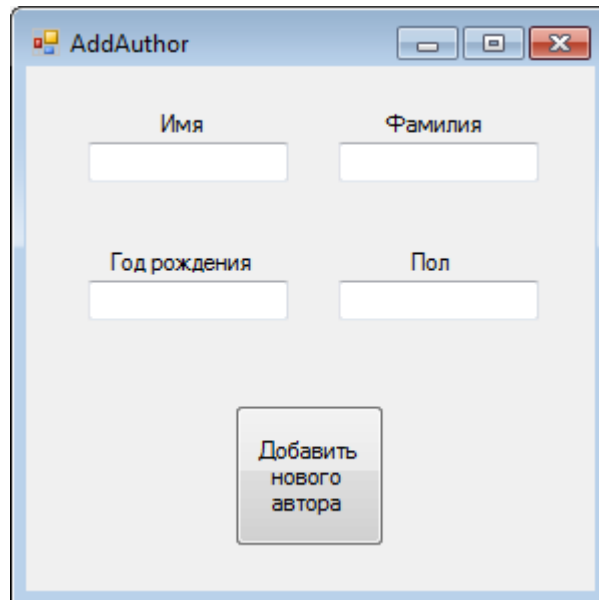 AddAuthor
Имя Фамилия
Год рождения Пол
Добавить
нового
автора